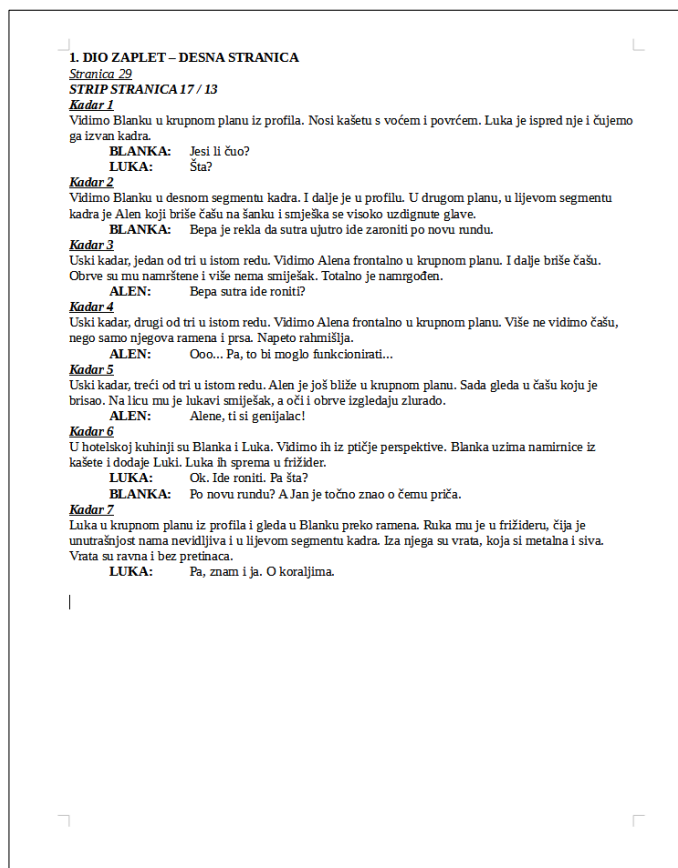 1. DIO ZAPLET – DESNA STRANICA
Stranica 29
STRIP STRANICA 17 / 13
Kadar 1
Vidimo Blanku u krupnom planu iz profila. Nosi kašetu s voćem i povrćem. Luka je ispred nje i čujemo
ga izvan kadra.
BLANKA: Jesi li čuo?
LUKA: Šta?
Kadar 2
Vidimo Blanku u desnom segmentu kadra. I dalje je u profilu. U drugom planu, u lijevom segmentu
kadra je Alen koji briše čašu na šanku i smješka se visoko uzdignute glave.
BLANKA: Bepa je rekla da sutra ujutro ide zaroniti po novu rundu.
Kadar 3
Uski kadar, jedan od tri u istom redu. Vidimo Alena frontalno u krupnom planu. I dalje briše čašu.
Obrve su mu namrštene i više nema smiješak. Totalno je namrgođen.
ALEN: Bepa sutra ide roniti?
Kadar 4
Uski kadar, drugi od tri u istom redu. Vidimo Alena frontalno u krupnom planu. Više ne vidimo čašu,
nego samo njegova ramena i prsa. Napeto rahmišlja.
ALEN: Ooo... Pa, to bi moglo funkcionirati...
Kadar 5
Uski kadar, treći od tri u istom redu. Alen je još bliže u krupnom planu. Sada gleda u čašu koju je
brisao. Na licu mu je lukavi smiješak, a oči i obrve izgledaju zlurado.
ALEN: Alene, ti si genijalac!
Kadar 6
U hotelskoj kuhinji su Blanka i Luka. Vidimo ih iz ptičje perspektive. Blanka uzima namirnice iz
kašete i dodaje Luki. Luka ih sprema u frižider.
LUKA: Ok. Ide roniti. Pa šta?
BLANKA: Po novu rundu? A Jan je točno znao o čemu priča.
Kadar 7
Luka u krupnom planu iz profila i gleda u Blanku preko ramena. Ruka mu je u frižideru, čija je
unutrašnjost nama nevidljiva i u lijevom segmentu kadra. Iza njega su vrata, koja si metalna i siva.
Vrata su ravna i bez pretinaca.
LUKA: Pa, znam i ja. O koraljima.